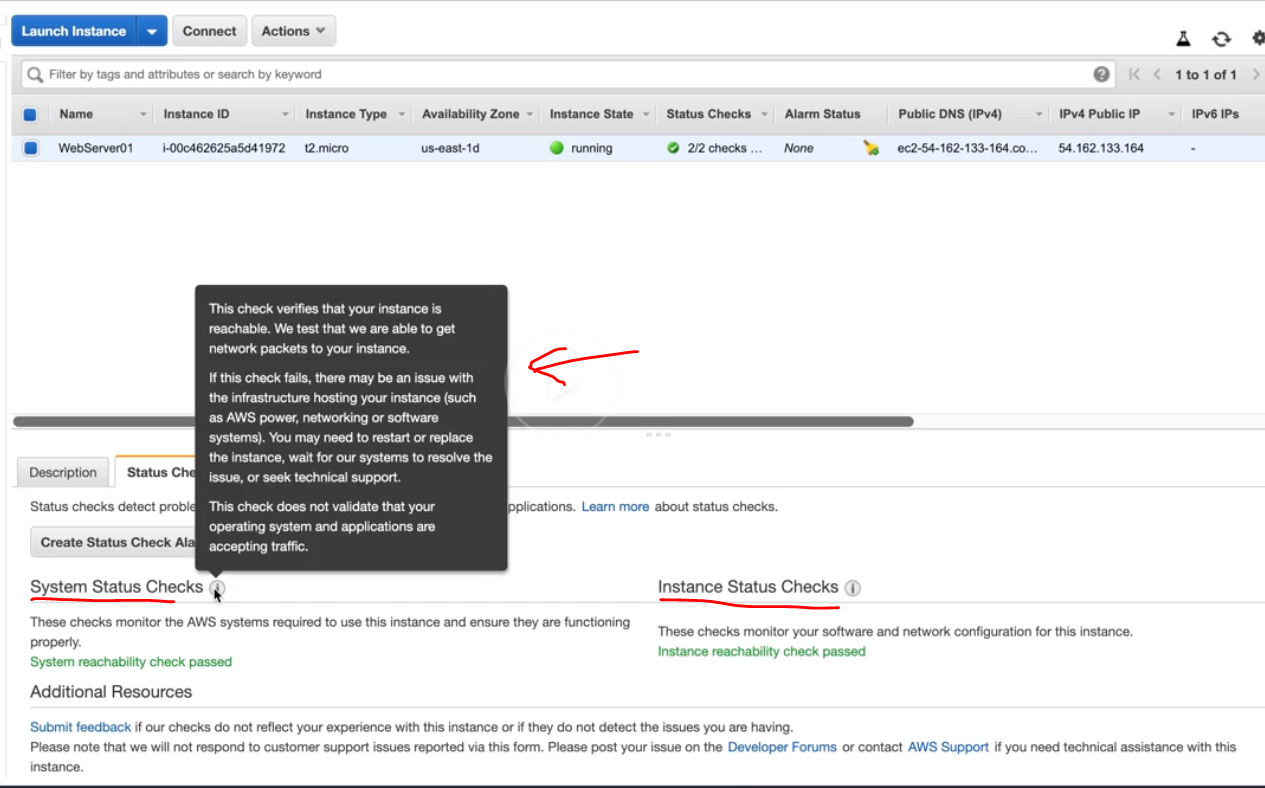 Launch Instance Connect Actions
Filter by tags and attributes or search by keyword 1 to 1 of 1
Name Instance ID Instance Type Availability Zone Instance State Status Checks Alarm Status Public DNS (IPv4) IPv4 Public IP IPv6 IPs
WebServer01 i-00c462625a5d41972 t2.micro us-east-1d running 2/2 checks ... None ec2-54-162-133-164.co... 54.162.133.164 -
This check verifies that your instance is
reachable. We test that we are able to get
network packets to your instance.
If this check fails, there may be an issue with
the infrastructure hosting your instance (such
as AWS power, networking or software
systems). You may need to restart or replace
the instance, wait for our systems to resolve the
issue, or seek technical support.
This check does not validate that your
operating system and applications are
accepting traffic.
Description Status Che
Status checks detect proble pplications. Learn more about status checks.
Create Status Check Ala
System Status Checks
These checks monitor the AWS systems required to use this instance and ensure they are functioning
properly.
System reachability check passed
Instance Status Checks
These checks monitor your software and network configuration for this instance.
Instance reachability check passed
Additional Resources
Submit feedback if our checks do not reflect your experience with this instance or if they do not detect the issues you are having.
Please note that we will not respond to customer support issues reported via this form. Please post your issue on the Developer Forums or contact AWS Support if you need technical assistance with this
instance.